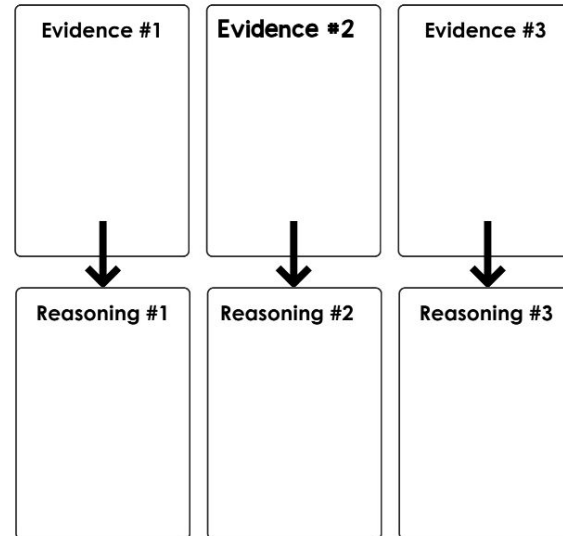 Evidence #1
Evidence #2
Evidence #3
Reasoning #1
Reasoning #2
Reasoning #3